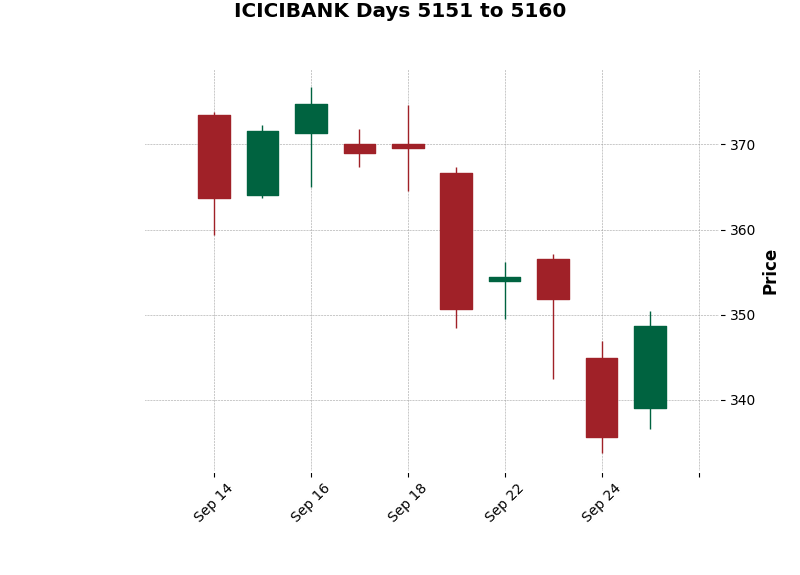 ICICIBANK Days 5151 to 5160
370
360
350
340
Price
Sep 14
Sep 16
Sep 18
Sep 22
Sep 24